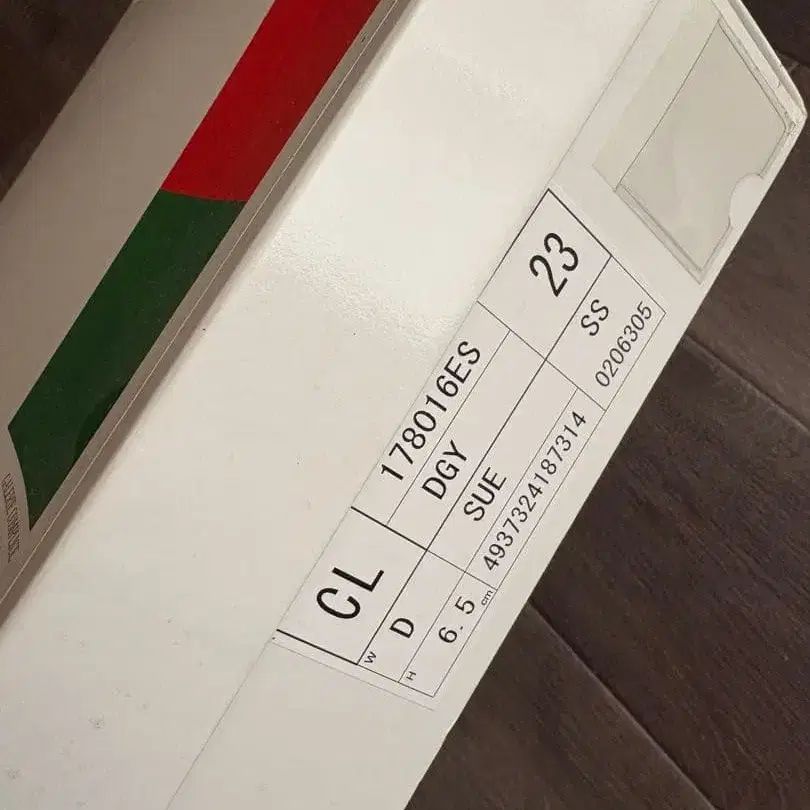 CL
178016ES
23
W
D
DGY
SS
H
6.5
cm
SUE
4937324187314
0206305